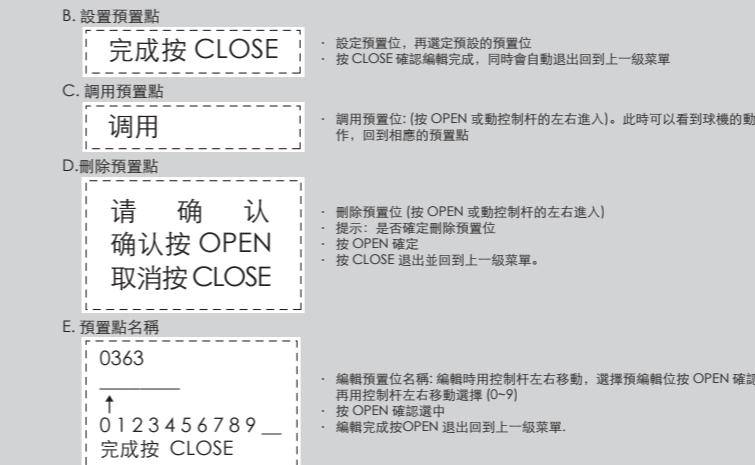 B. 設置預置點
完成按 CLOSE
· 設定預置位，再選定預設的預置位
· 按 CLOSE 確認編輯完成，同時會自動退出回到上一級菜單
C. 調用預置點
调用
· 調用預置位: (按 OPEN 或動控制杆的左右進入)。此時可以看到球機的動
作，回到相應的預置點
D.刪除預置點
请 确 认
确认按 OPEN
取消按 CLOSE
· 刪除預置位 (按 OPEN 或動控制杆的左右進入)
· 提示：是否確定刪除預置位
· 按 OPEN 確定
· 按 CLOSE 退出並回到上一級菜單。
E. 預置點名稱
0363
↑
0 1 2 3 4 5 6 7 8 9 __
完成按 CLOSE
· 編輯預置位名稱: 編輯時用控制杆左右移動，選擇預編輯位按 OPEN 確認
再用控制杆左右移動選擇 (0~9)
· 按 OPEN 確認選中
· 編輯完成按OPEN 退出回到上一級菜單.